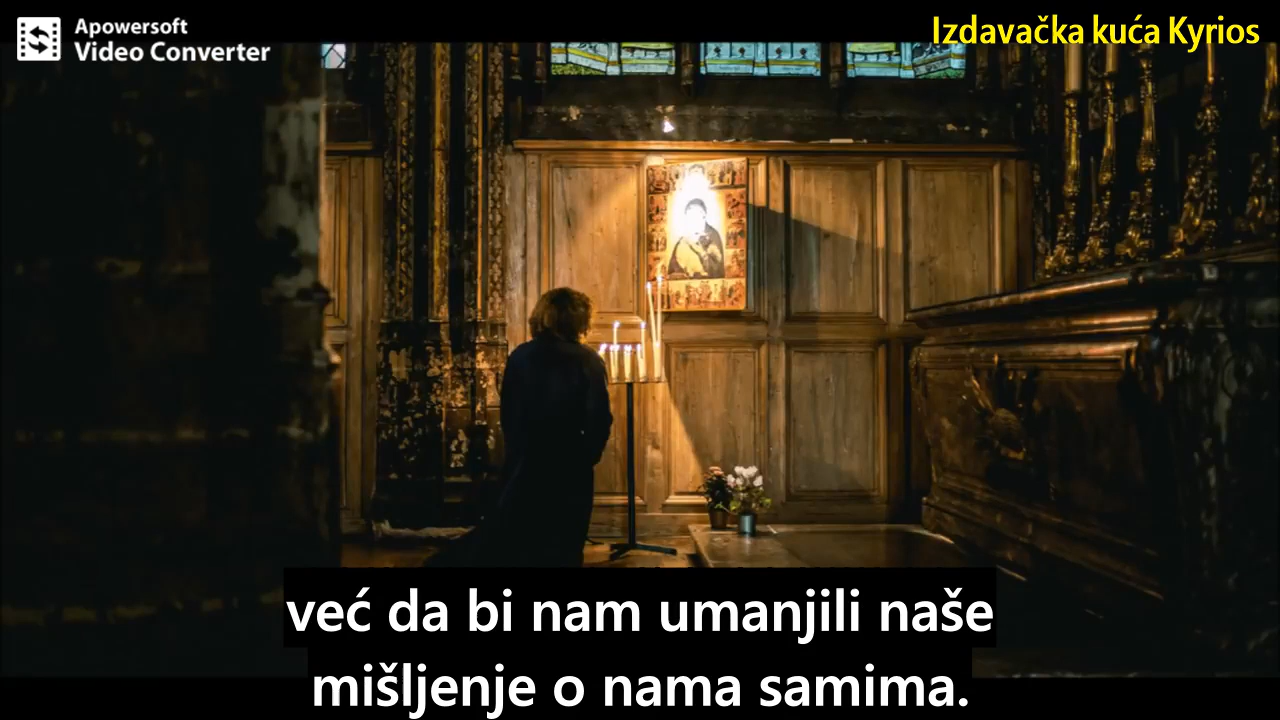 Apowersoft
Video Converter
Izdavačka kuća Kyrios
već da bi nam umanjili naše
mišljenje o nama samima.